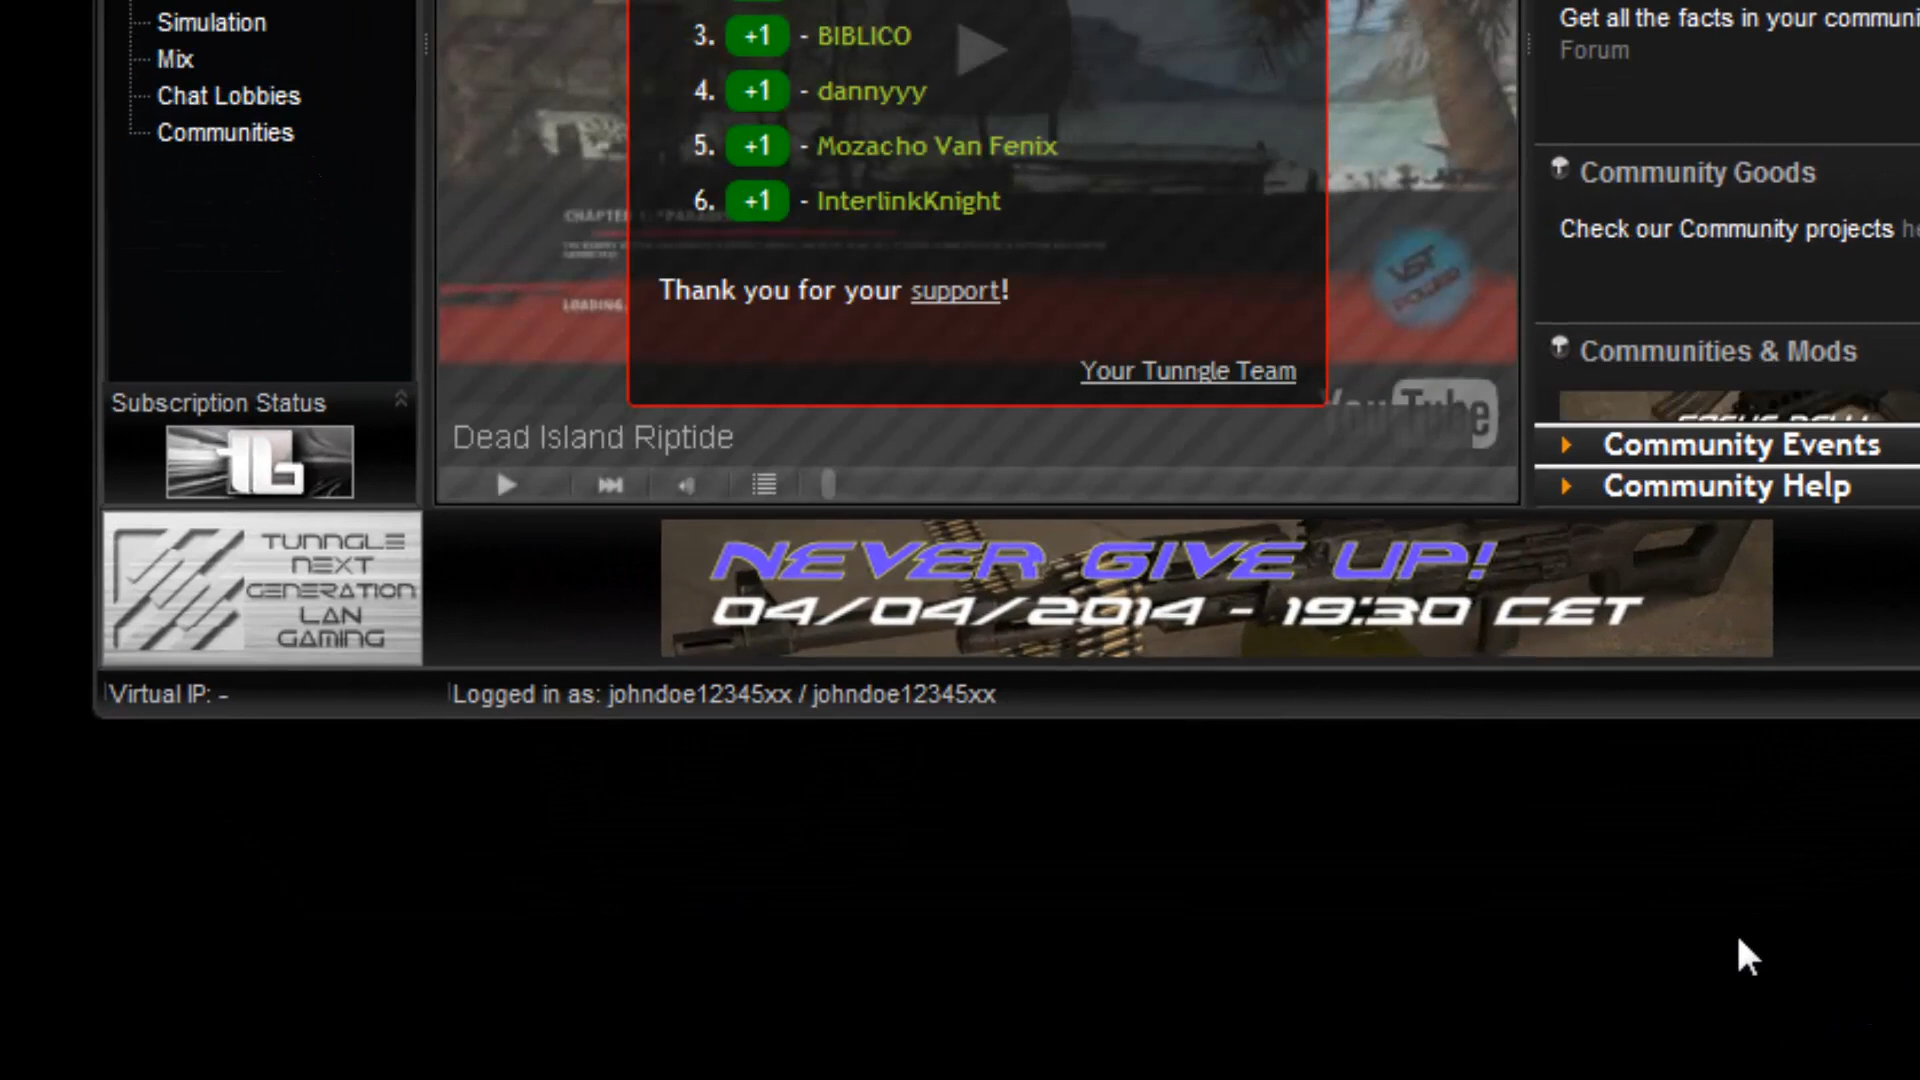 Simulation
Mix
Chat Lobbies
Communities
Subscription Status
3. +1 - BIBLICO
4. +1 - dannyyy
5. +1 - Mozacho Van Fenix
6. +1 - InterlinkKnight
Thank you for your support!
Your Tunngle Team
LOADING
YouTube
Dead Island Riptide
Get all the facts in your communi
Forum
Community Goods
Check our Community projects he
Communities & Mods
Community Events
Community Help
TUNNGLE
NEXT
GENERATION
LAN
GAMING
NEVER GIVE UP!
04/04/2014 - 19:30 CET
Virtual IP: -
Logged in as: johndoe12345xx / johndoe12345xx